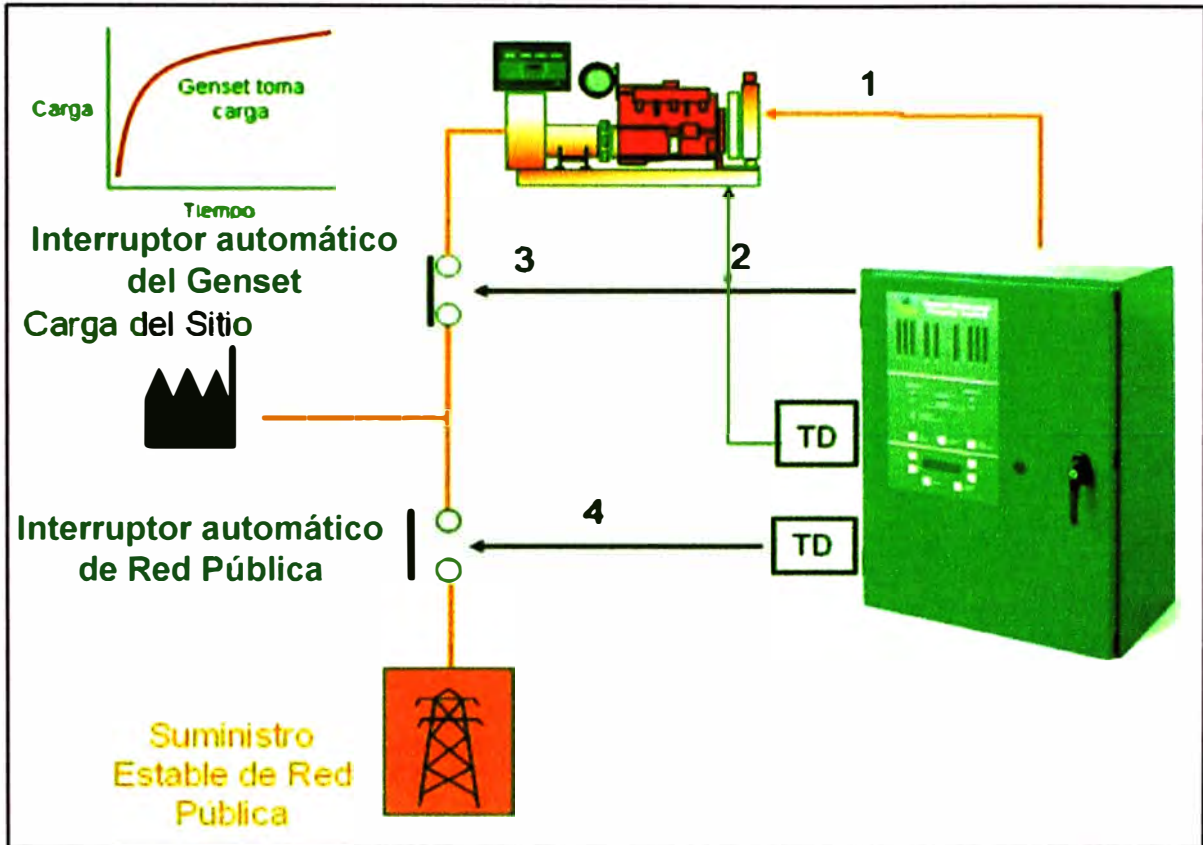 Carga
Genset toma
carga
Tiempo
1
Interruptor automático
del Genset
3
2
Carga del Sitio
TD
Interruptor automático
de Red Pública
4
TD
Suministro
Estable de Red
Pública